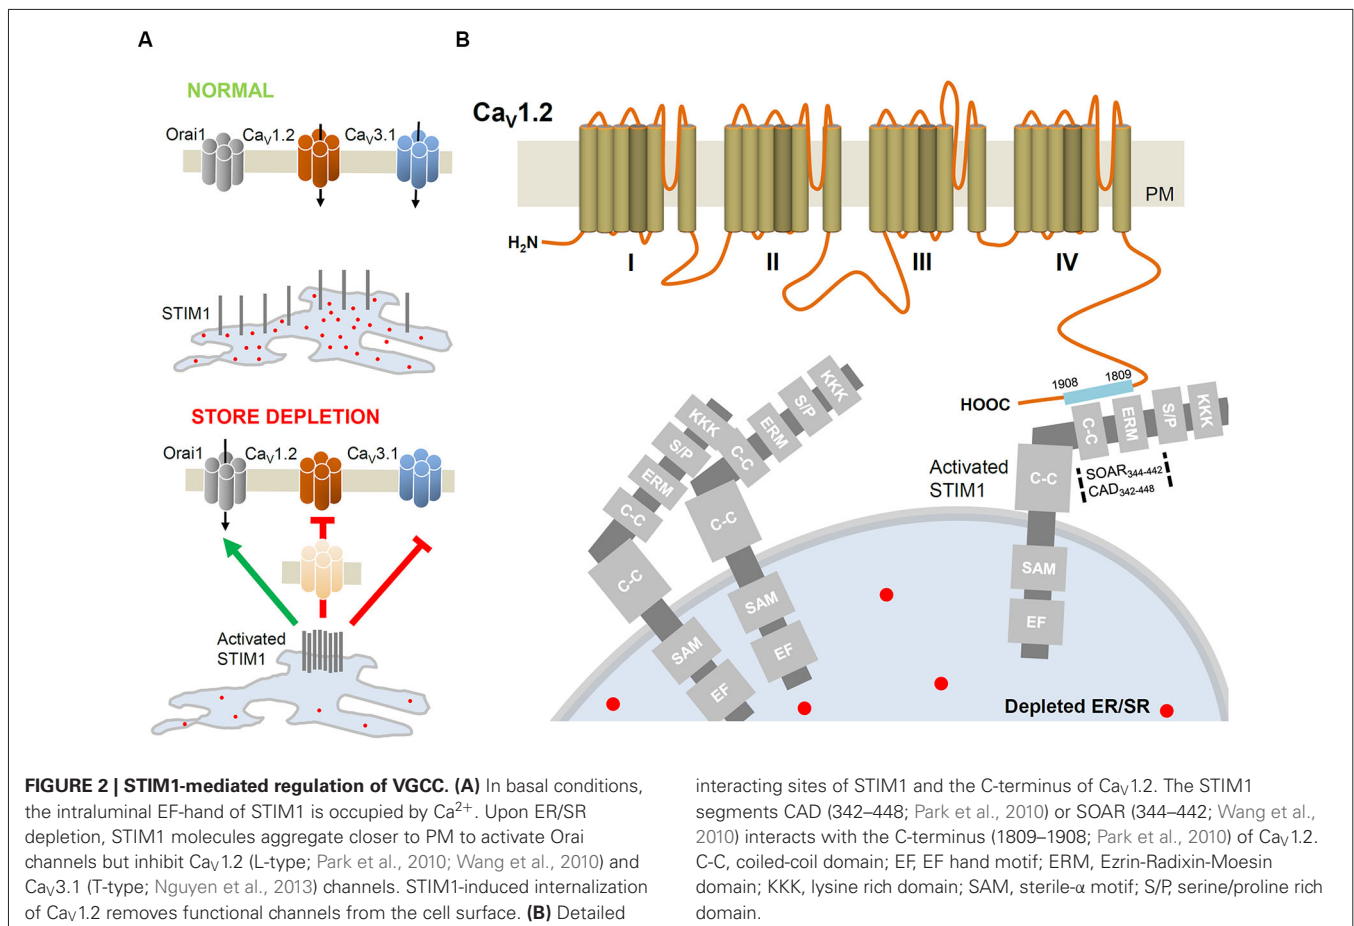 A
NORMAL
Orai1 CaV1.2 CaV3.1
STIM1
STORE DEPLETION
Orai1 CaV1.2 CaV3.1
Activated
STIM1
B
CaV1.2
PM
H2N
I II III IV
1908 1809
HOOC
C-C ERM S/P KKK
Activated
STIM1
C-C
SOAR344-442
CAD342-448
SAM
EF
KKK
S/P
ERM
C-C
C-C
SAM
EF
KKK
S/P
ERM
C-C
C-C
SAM
EF
Depleted ER/SR
FIGURE 2 | STIM1-mediated regulation of VGCC. (A) In basal conditions,
the intraluminal EF-hand of STIM1 is occupied by Ca2+. Upon ER/SR
depletion, STIM1 molecules aggregate closer to PM to activate Orai
channels but inhibit CaV1.2 (L-type; Park et al., 2010; Wang et al., 2010) and
CaV3.1 (T-type; Nguyen et al., 2013) channels. STIM1-induced internalization
of CaV1.2 removes functional channels from the cell surface. (B) Detailed
interacting sites of STIM1 and the C-terminus of CaV1.2. The STIM1
segments CAD (342–448; Park et al., 2010) or SOAR (344–442; Wang et al.,
2010) interacts with the C-terminus (1809–1908; Park et al., 2010) of CaV1.2.
C-C, coiled-coil domain; EF, EF hand motif; ERM, Ezrin-Radixin-Moesin
domain; KKK, lysine rich domain; SAM, sterile-α motif; S/P, serine/proline rich
domain.